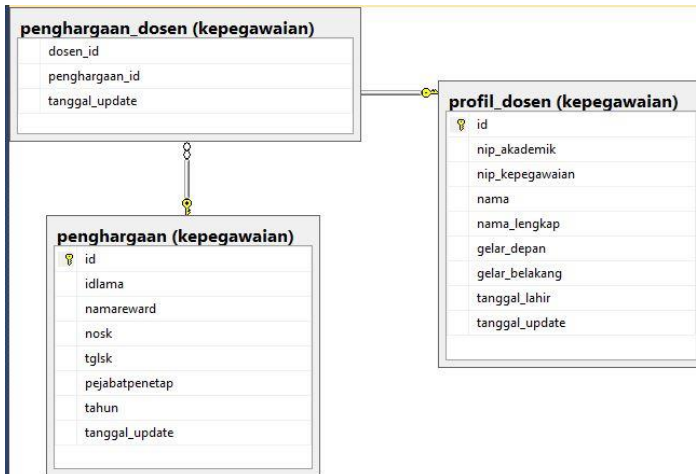 penghargaan_dosen (kepegawaian)
dosen_id
penghargaan_id
tanggal_update
profil_dosen (kepegawaian)
id
nip_akademik
nip_kepegawaian
nama
nama_lengkap
gelar_depan
gelar_belakang
tanggal_lahir
tanggal_update
penghargaan (kepegawaian)
id
idlama
namareward
nosk
tglsk
pejabatpenetap
tahun
tanggal_update